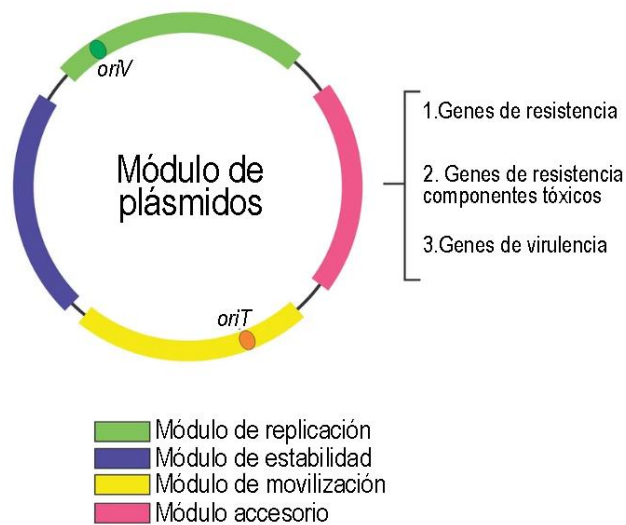 oriV
Módulo de
plásmidos
1.Genes de resistencia
2. Genes de resistencia
componentes tóxicos
3.Genes de virulencia
oriT
Módulo de replicación
Módulo de estabilidad
Módulo de movilización
Módulo accesorio